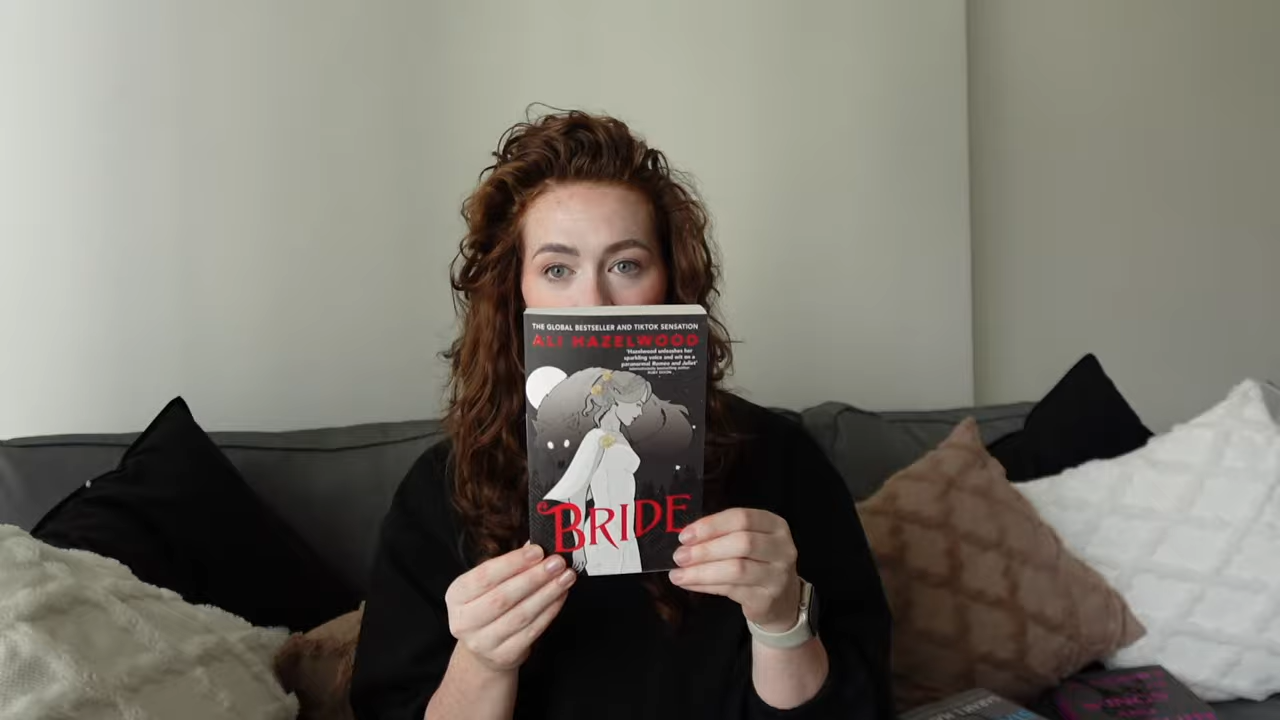 THE GLOBAL BESTSELLER AND TIKTOK SENSATION
ALI HAZELWOOD
'Hazelwood unleashes her
sparkling voice and wit on a
paranormal Romeo and Juliet'
BRIDE